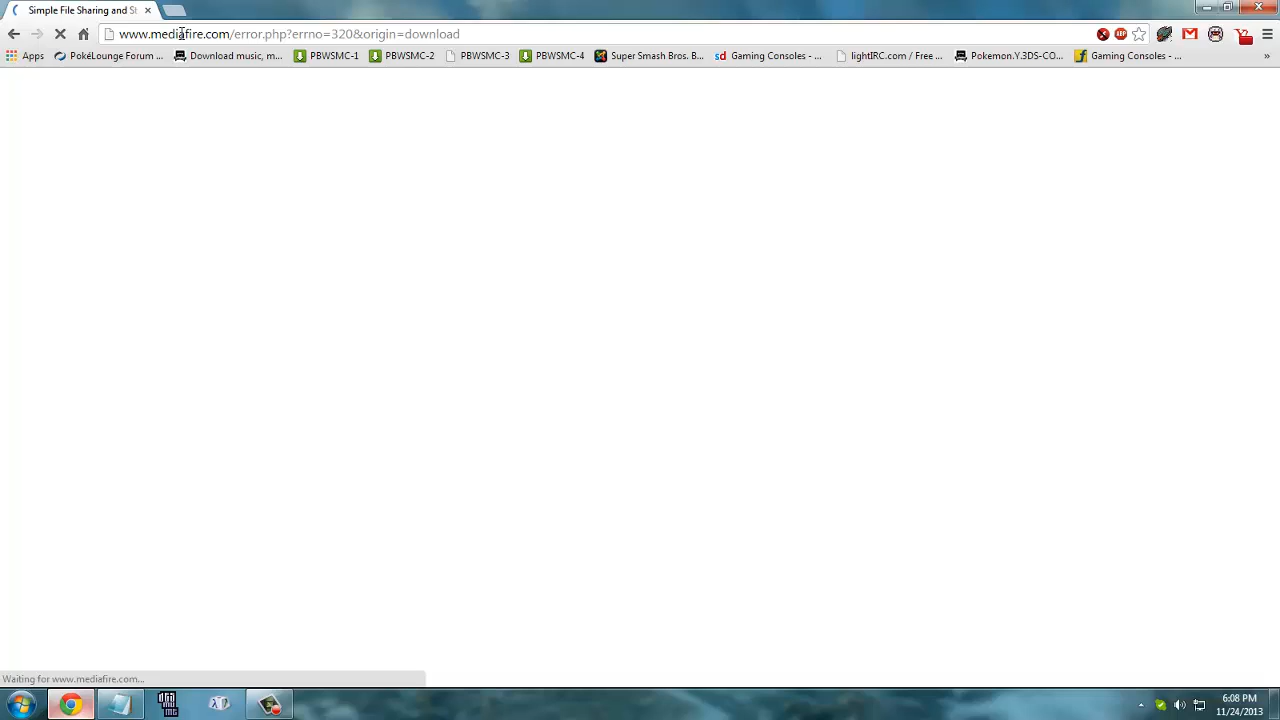 Simple File Sharing and St
www.mediafire.com/error.php?errno=320&origin=download
Apps PokéLounge Forum ... Download music, m... PBWSMC-1 PBWSMC-2 PBWSMC-3 PBWSMC-4 Super Smash Bros. B... sd Gaming Consoles - ... lightIRC.com / Free ... Pokemon.Y.3DS-CO... f Gaming Consoles - ... »
Waiting for www.mediafire.com...
6:08 PM
11/24/2013